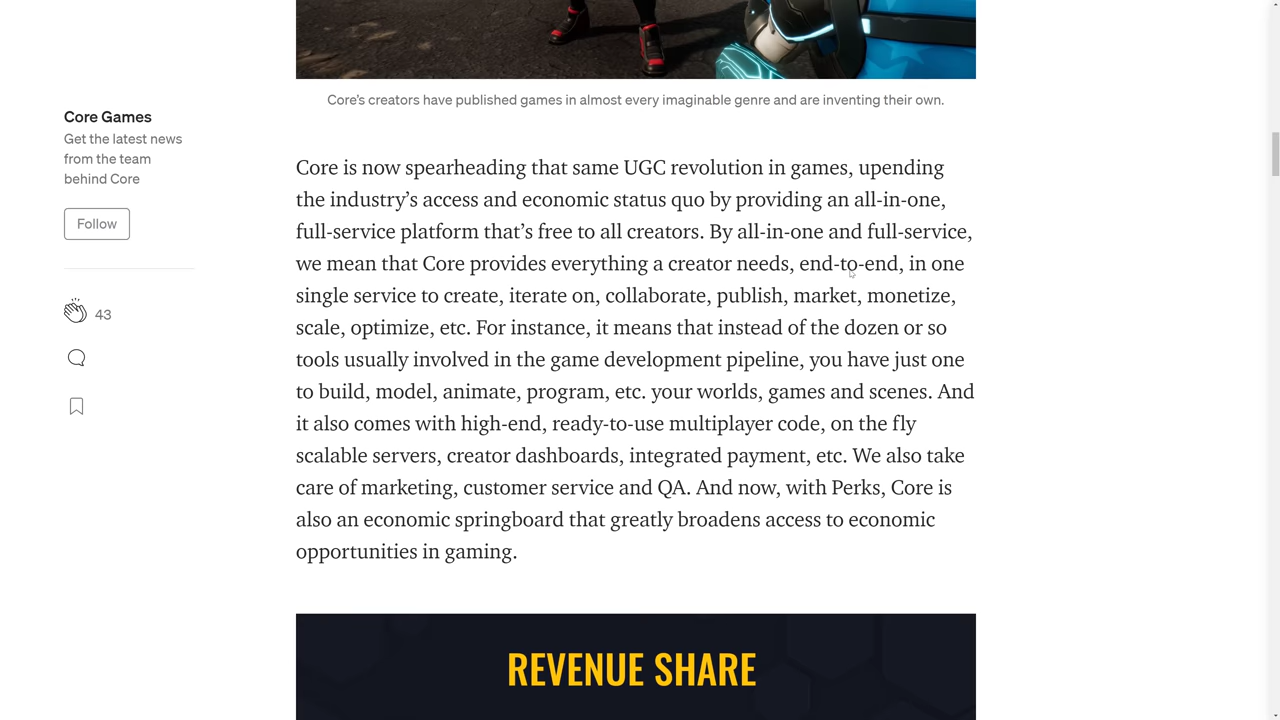 Core's creators have published games in almost every imaginable genre and are inventing their own.
Core Games
Get the latest news
from the team
behind Core
Follow
43
Core is now spearheading that same UGC revolution in games, upending
the industry’s access and economic status quo by providing an all-in-one,
full-service platform that’s free to all creators. By all-in-one and full-service,
we mean that Core provides everything a creator needs, end-to-end, in one
single service to create, iterate on, collaborate, publish, market, monetize,
scale, optimize, etc. For instance, it means that instead of the dozen or so
tools usually involved in the game development pipeline, you have just one
to build, model, animate, program, etc. your worlds, games and scenes. And
it also comes with high-end, ready-to-use multiplayer code, on the fly
scalable servers, creator dashboards, integrated payment, etc. We also take
care of marketing, customer service and QA. And now, with Perks, Core is
also an economic springboard that greatly broadens access to economic
opportunities in gaming.
REVENUE SHARE